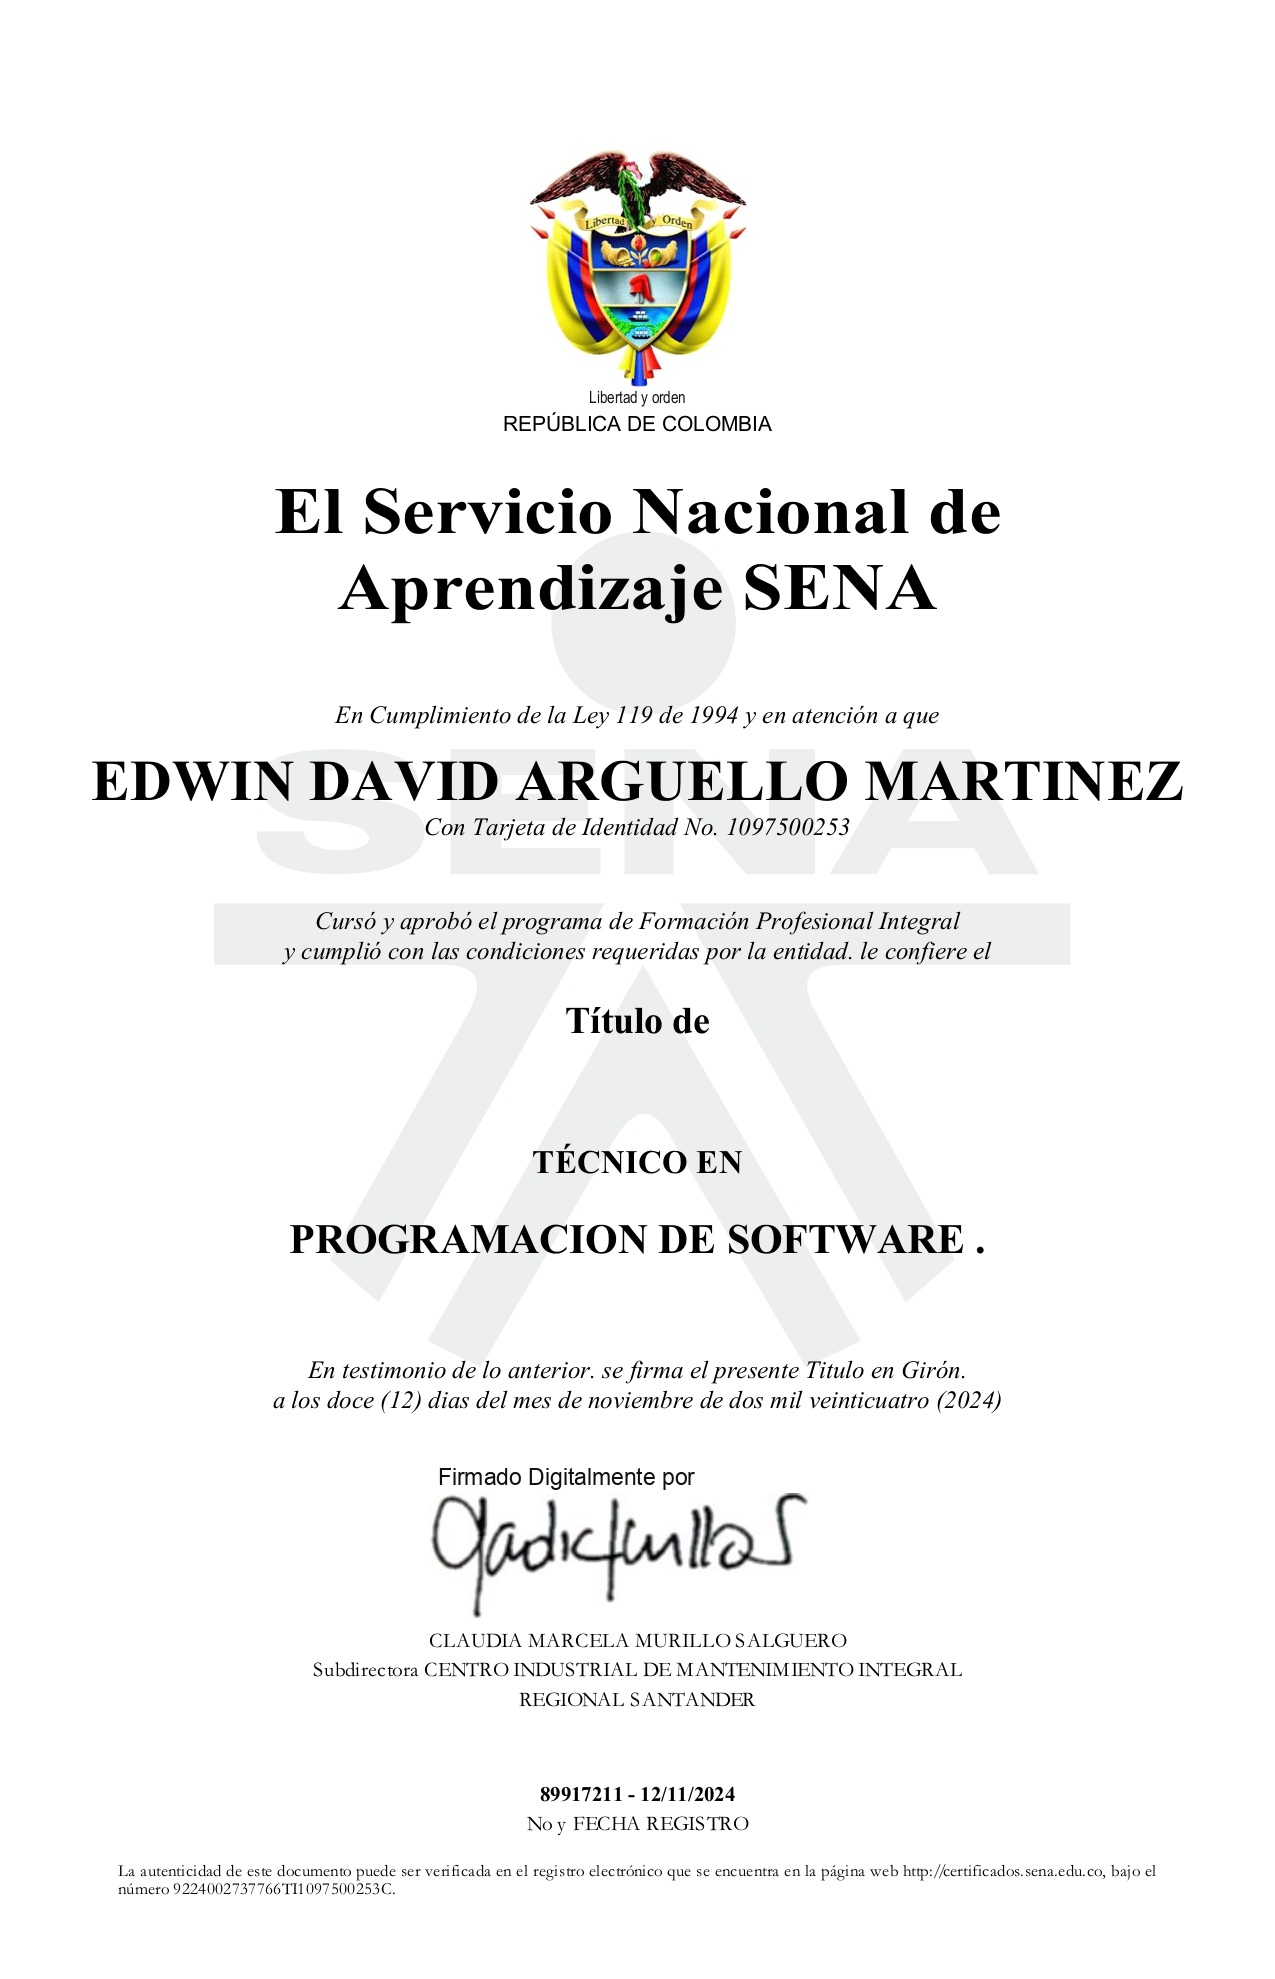 Libertad y Orden
Libertad y orden
REPÚBLICA DE COLOMBIA
El Servicio Nacional de
Aprendizaje SENA
En Cumplimiento de la Ley 119 de 1994 y en atención a que
SENA
EDWIN DAVID ARGUELLO MARTINEZ
Con Tarjeta de Identidad No. 1097500253
Cursó y aprobó el programa de Formación Profesional Integral
y cumplió con las condiciones requeridas por la entidad. le confiere el
Título de
TÉCNICO EN
PROGRAMACION DE SOFTWARE .
En testimonio de lo anterior. se firma el presente Titulo en Girón.
a los doce (12) dias del mes de noviembre de dos mil veinticuatro (2024)
Firmado Digitalmente por
CLAUDIA MARCELA MURILLO SALGUERO
Subdirectora CENTRO INDUSTRIAL DE MANTENIMIENTO INTEGRAL
REGIONAL SANTANDER
89917211 - 12/11/2024
No y FECHA REGISTRO
La autenticidad de este documento puede ser verificada en el registro electrónico que se encuentra en la página web http://certificados.sena.edu.co, bajo el
número 9224002737766TI1097500253C.